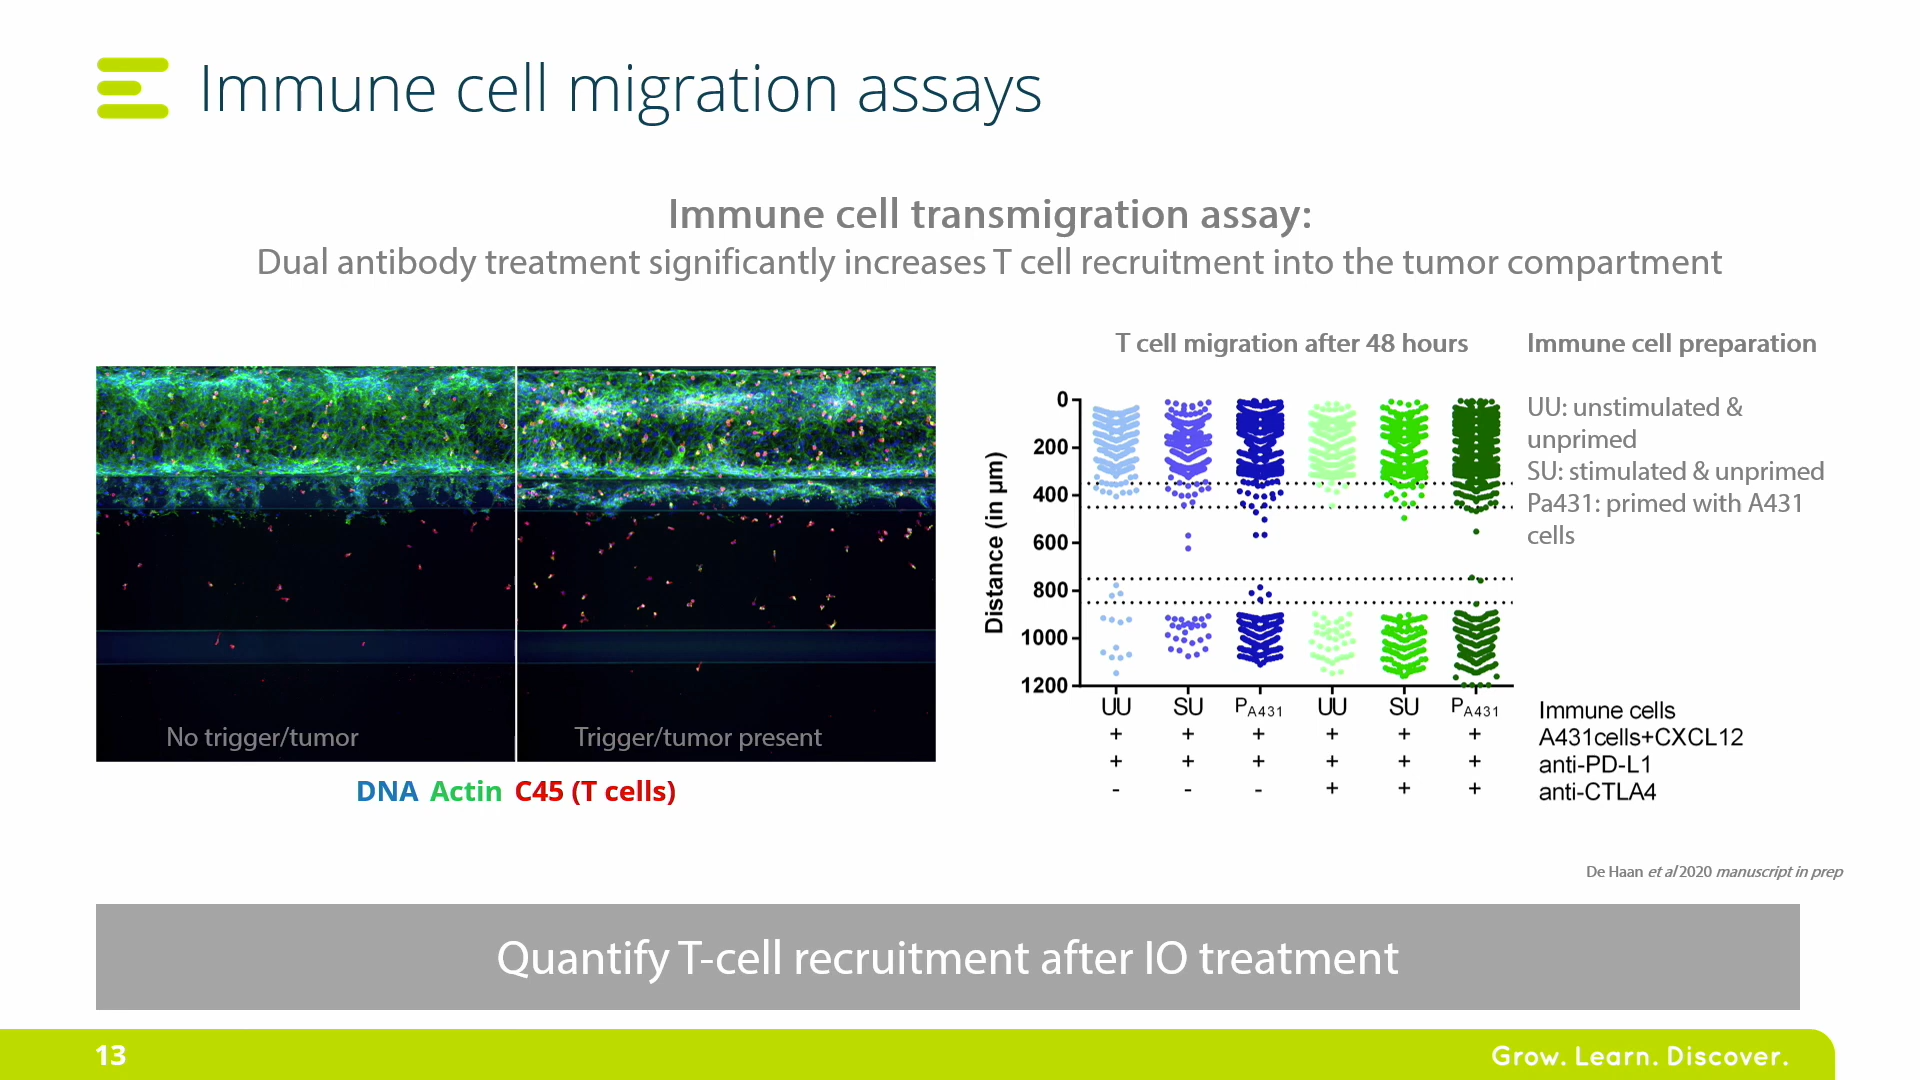 Immune cell migration assays
Immune cell transmigration assay:
Dual antibody treatment significantly increases T cell recruitment into the tumor compartment
No trigger/tumor
Trigger/tumor present
DNA Actin C45 (T cells)
T cell migration after 48 hours
Distance (in µm)
0
200
400
600
800
1000
1200
UU SU PA431 UU SU PA431 Immune cells
+ + + + + + A431cells+CXCL12
+ + + + + + anti-PD-L1
- - - + + + anti-CTLA4
Immune cell preparation
UU: unstimulated &
unprimed
SU: stimulated & unprimed
Pa431: primed with A431
cells
De Haan et al 2020 manuscript in prep
Quantify T-cell recruitment after IO treatment
13
Grow. Learn. Discover.